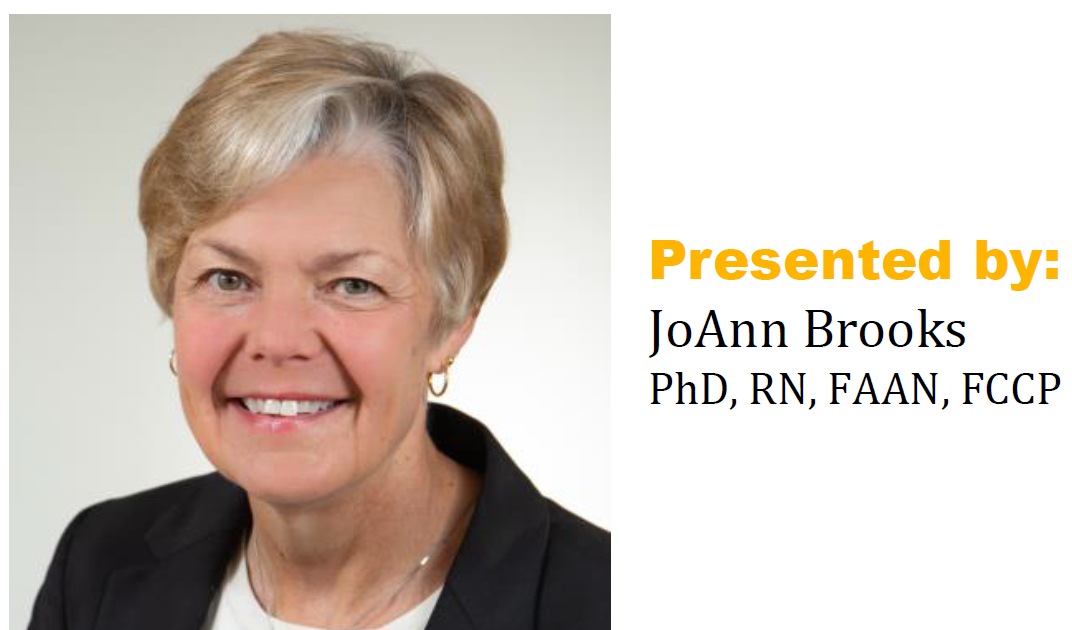 Presented by:
JoAnn Brooks
PhD, RN, FAAN, FCCP